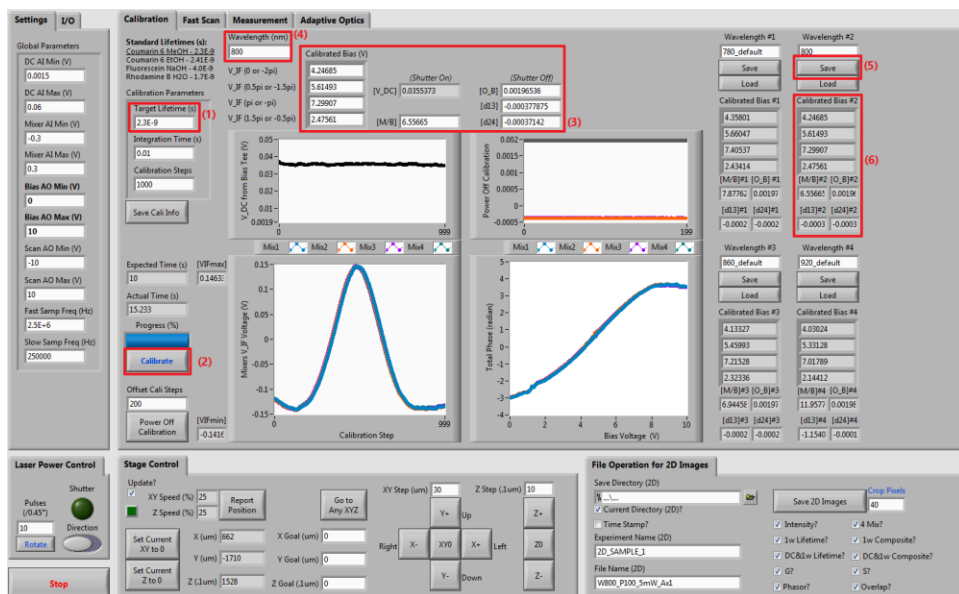 Settings
I/O
Global Parameters
DC AI Min (V)
0.0015
DC AI Max (V)
0.06
Mixer AI Min (V)
-0.3
Mixer AI Max (V)
0.3
Bias AO Min (V)
0
Bias AO Max (V)
10
Scan AO Min (V)
-10
Scan AO Max (V)
10
Fast Samp Freq (Hz)
2.5E+6
Slow Samp Freq (Hz)
250000
Calibration
Fast Scan
Measurement
Adaptive Optics
Standard Lifetimes (s):
Coumarin 6 MeOH - 2.3E-9
Coumarin 6 EtOH - 2.41E-9
Fluorescein NaOH - 4.0E-9
Rhodamine B H2O - 1.7E-9
Calibration Parameters
Target Lifetime (s)
2.3E-9
(1)
Integration Time (s)
0.01
Calibration Steps
1000
Save Cali Info
Expected Time (s)
[VIFmax]
10
0.1463
Actual Time (s)
15.233
Progress (%)
Calibrate
(2)
Offset Cali Steps
200
Power Off Calibration
[VIFmin]
-0.1416
Wavelength (nm)
(4)
800
V_IF (0 or -2pi)
V_IF (0.5pi or -1.5pi)
V_IF (pi or -pi)
V_IF (1.5pi or -0.5pi)
Calibrated Bias (V)
4.24685
5.61493
7.29907
2.47561
(Shutter On)
[V_DC]
0.0355373
[M/B]
6.55665
(Shutter Off)
[O_B]
0.00196536
[d13]
-0.000377875
[d24]
-0.00037142
(3)
V_DC from Bias Tee (V)
0.05
0.04
0.03
0.02
0.01
0.0019
0
999
Power Off Calibration
0.002
0.0015
0.001
0.0005
0
-0.0005
0
199
Mix1
Mix2
Mix3
Mix4
Mix1
Mix2
Mix3
Mix4
Mixers V_IF Voltage (V)
0.15
0.1
0.05
0
-0.05
-0.1
-0.15
0
999
Calibration Step
Total Phase (radian)
5
4
3
2
1
0
-1
-2
-3
-4
0
2
4
6
8
10
Bias Voltage (V)
Wavelength #1
780_default
Save
Load
Calibrated Bias #1
4.35801
5.66047
7.40537
2.43414
[M/B]#1
[O_B] #1
7.8776
0.00197
[d13]#1
[d24]#1
-0.0002
-0.0002
Wavelength #2
800
Save
(5)
Load
Calibrated Bias #2
4.24685
5.61493
7.29907
2.47561
(6)
[M/B]#2
[O_B]#2
6.5566
0.0019
[d13]#2
[d24]#2
-0.0003
-0.0003
Wavelength #3
860_default
Save
Load
Calibrated Bias #3
4.13327
5.45993
7.21528
2.32336
[M/B]#3
[O_B]#3
6.9445
0.00197
[d13]#3
[d24]#3
-0.0002
-0.0002
Wavelength #4
920_default
Save
Load
Calibrated Bias #4
4.03024
5.33128
7.01789
2.14412
[M/B]#4
[O_B]#4
11.9577
0.00198
[d13]#4
[d24]#4
-1.1540
-0.0001
Laser Power Control
Shutter
Pulses
(/0.45°)
10
Direction
Rotate
Stop
Stage Control
Update?
XY Speed (%)
25
Z Speed (%)
25
Report Position
Go to Any XYZ
Set Current XY to 0
Set Current Z to 0
X (um)
662
Y (um)
-1710
Z (.1um)
1528
X Goal (um)
0
Y Goal (um)
0
Z Goal (.1um)
0
XY Step (um)
30
Z Step (.1um)
10
Y+
Up
Right
X-
XY0
X+
Left
Y-
Down
Z+
Z0
Z-
File Operation for 2D Images
Save Directory (2D)
...\...
Current Directory (2D)?
Time Stamp?
Experiment Name (2D)
2D_SAMPLE_1
File Name (2D)
W800_P100_5mW_Ax1
Save 2D Images
Crop Pixels
40
Intensity?
4 Mix?
1w Lifetime?
1w Composite?
DC&1w Lifetime?
DC&1w Composite?
G?
S?
Phasor?
Overlap?